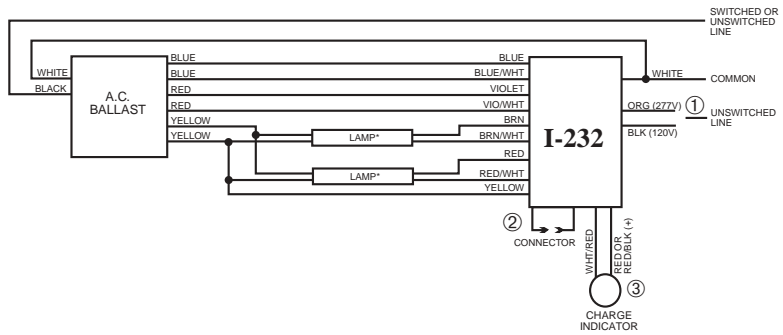 SWITCHED OR
UNSWITCHED
LINE
BLUE
BLUE
WHITE
BLUE
BLUE/WHT
WHITE
COMMON
BLACK
A.C.
BALLAST
RED
VIOLET
RED
VIO/WHT
ORG (277V)
①
UNSWITCHED
LINE
YELLOW
BRN
BLK (120V)
YELLOW
LAMP*
BRN/WHT
I-232
RED
LAMP*
RED/WHT
YELLOW
②
CONNECTOR
WHT/RED
RED OR
RED/BLK (+)
③
CHARGE
INDICATOR